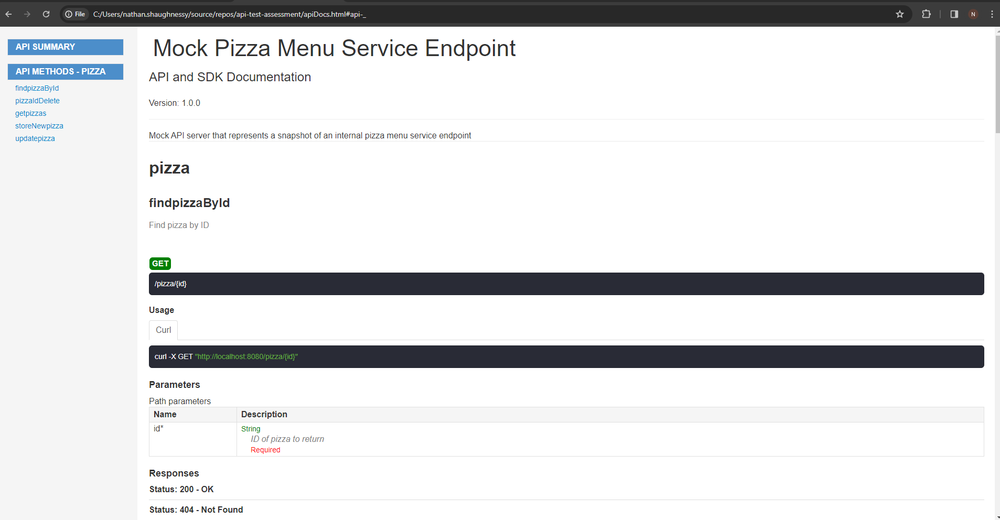 File C:/Users/nathan.shaughnessy/source/repos/api-test-assessment/apiDocs.html#api-_
N
API SUMMARY
API METHODS - PIZZA
findpizzaById
pizzaIdDelete
getpizzas
storeNewpizza
updatepizza
Mock Pizza Menu Service Endpoint
API and SDK Documentation
Version: 1.0.0
Mock API server that represents a snapshot of an internal pizza menu service endpoint
pizza
findpizzaById
Find pizza by ID
GET
/pizza/{id}
Usage
Curl
curl -X GET "http://localhost:8080/pizza/{id}"
Parameters
Path parameters
Name Description
id* String
ID of pizza to return
Required
Responses
Status: 200 - OK
Status: 404 - Not Found